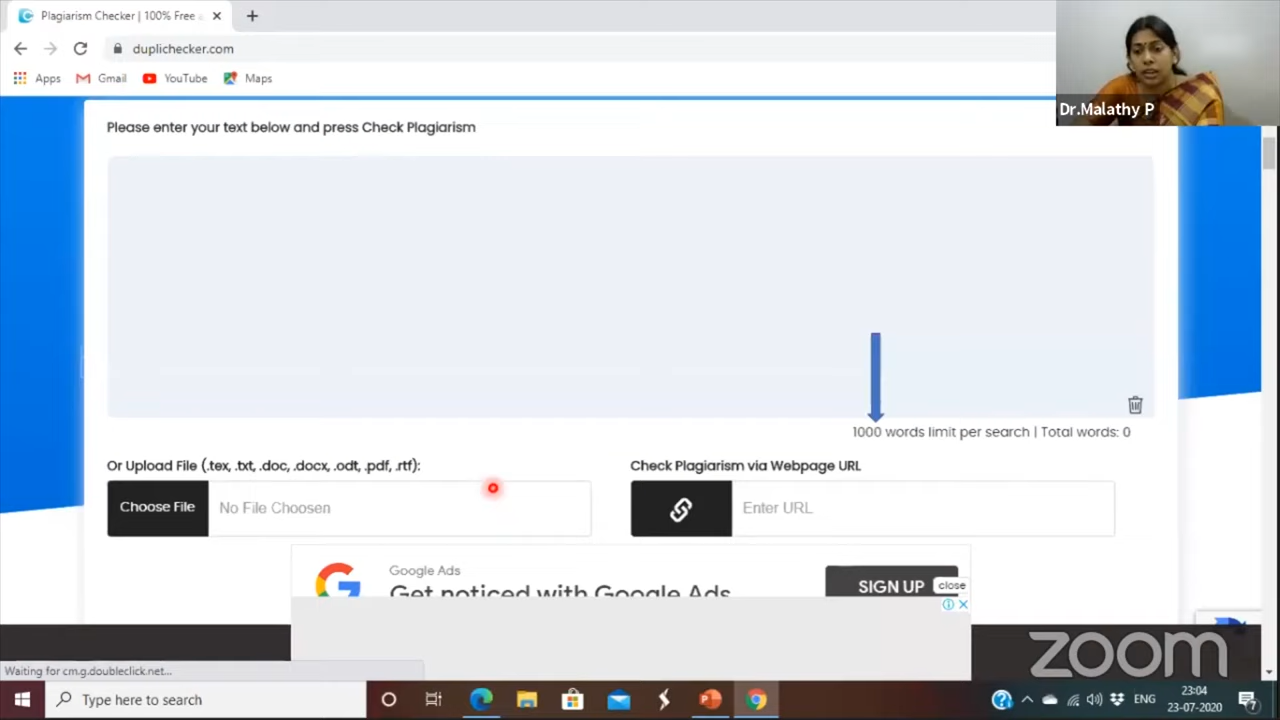 Plagiarism Checker | 100% Free a
duplichecker.com
Apps Gmail YouTube Maps
Dr.Malathy P
Please enter your text below and press Check Plagiarism
1000 words limit per search | Total words: 0
Or Upload File (.tex, .txt, .doc, .docx, .odt, .pdf, .rtf):
Check Plagiarism via Webpage URL
Choose File No File Choosen
Enter URL
Google Ads
Get noticed with Google Ads
SIGN UP
close
zoom
Waiting for cm.g.doubleclick.net...
Type here to search
ENG
23:04
23-07-2020
7